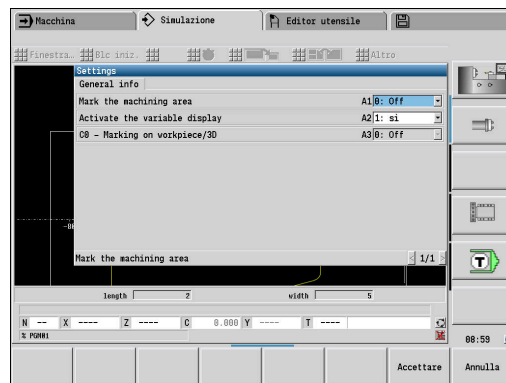 Macchina Simulazione Editor utensile
Finestra… Blc iniz. Altro
Settings
General info
Mark the machining area A1 0: Off
Activate the variable display A2 1: si
C0 – Marking on workpiece/3D A3 0: Off
Mark the machining area 1/1
length 2 width 5
N -- X ---- Z ---- C 0.000 Y ---- T ----
% PGM01
08:59
Accettare Annulla